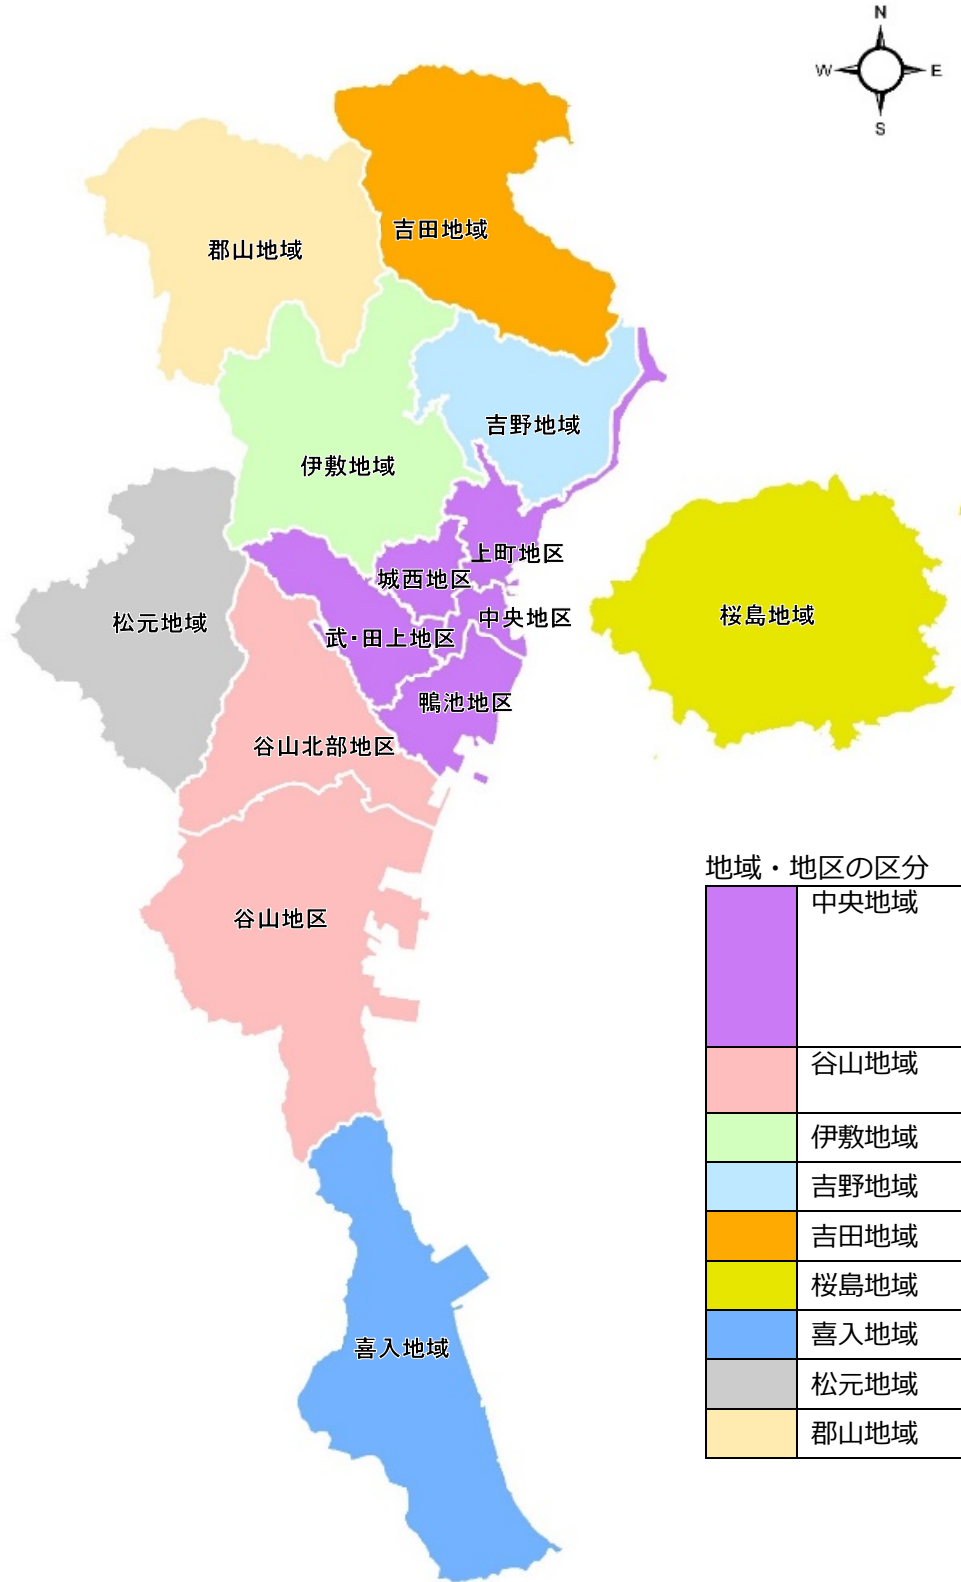 N
W
E
S
吉田地域
郡山地域
吉野地域
伊敷地域
上町地区
城西地区
桜島地域
中央地区
松元地域
武・田上地区
鴨池地区
谷山北部地区
谷山地区
喜入地域
地域・地区の区分
中央地域
谷山地域
伊敷地域
吉野地域
吉田地域
桜島地域
喜入地域
松元地域
郡山地域